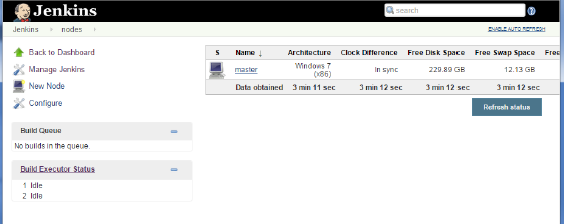 Jenkins
search
Jenkins
nodes
ENABLE AUTO REFRESH
Back to Dashboard
Manage Jenkins
New Node
Configure
Build Queue
No builds in the queue
Build Executor Status
1 Idle
2 Idle
S Name ↓ Architecture Clock Difference Free Disk Space Free Swap Space Free
master Windows 7 (x86) In sync 229.89 GB 12.13 GB
Data obtained 3 min 11 sec 3 min 12 sec 3 min 12 sec 3 min 12 sec
Refresh status